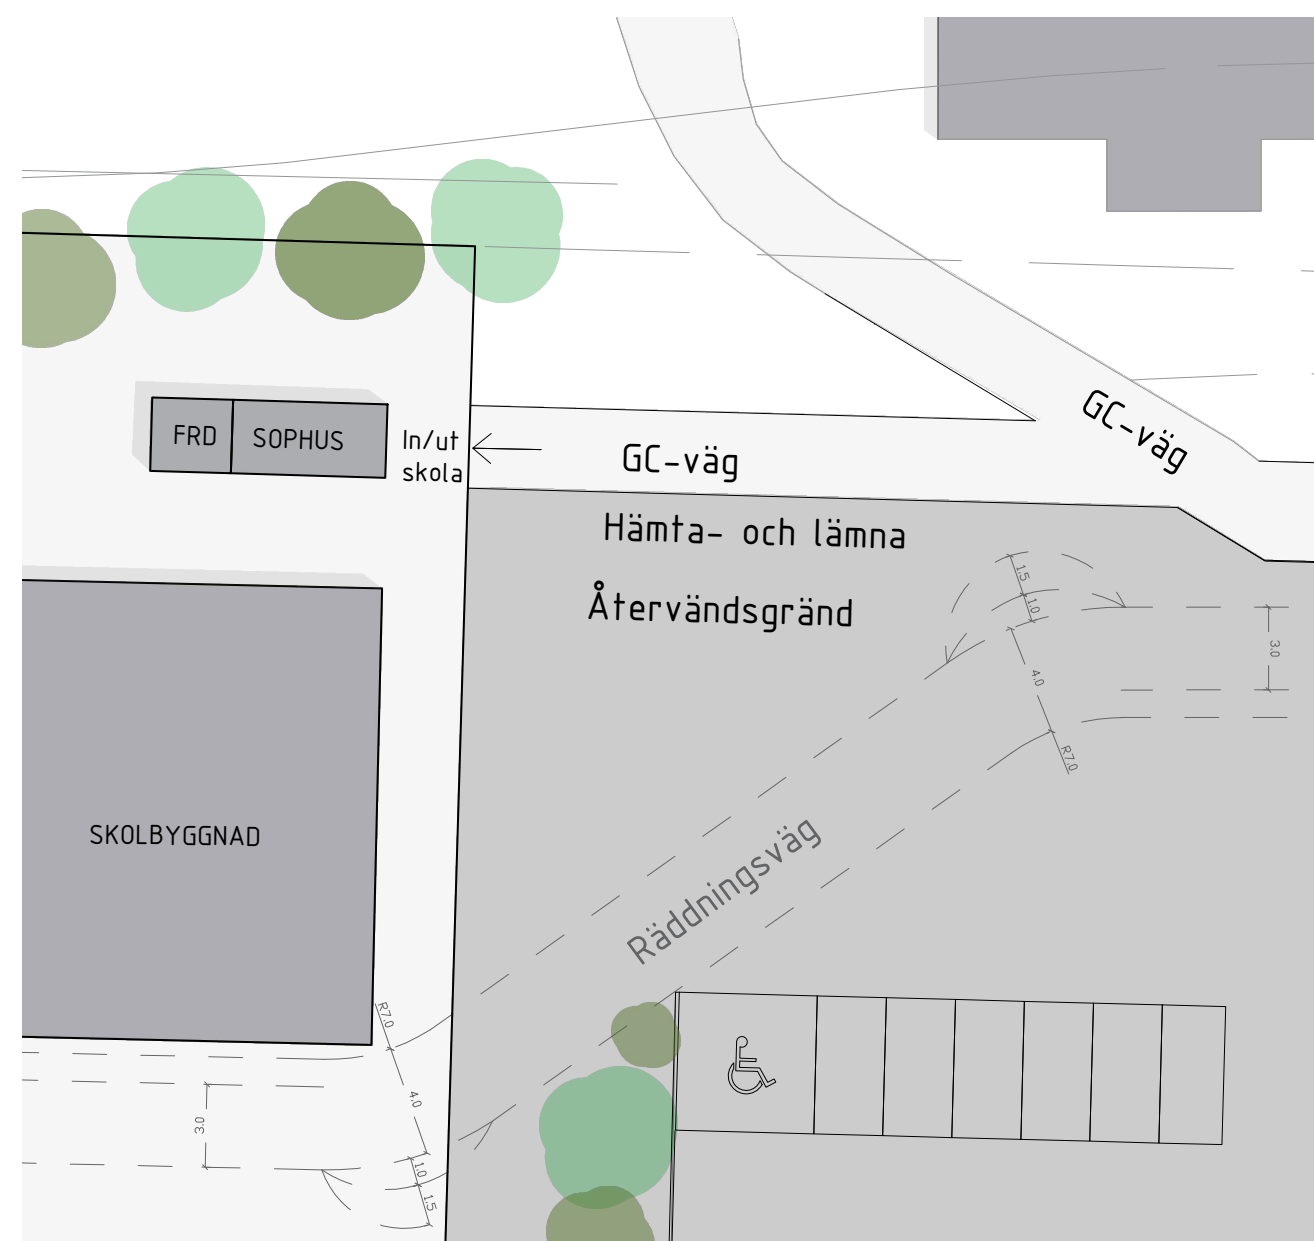 GC-väg
FRD
SOPHUS
In/ut
skola
GC-väg
Hämta- och lämna
Återvändsgränd
1.5
1.0
3.0
4.0
R7.0
SKOLBYGGNAD
Räddningsväg
R7.0
4.0
3.0
1.0
1.5